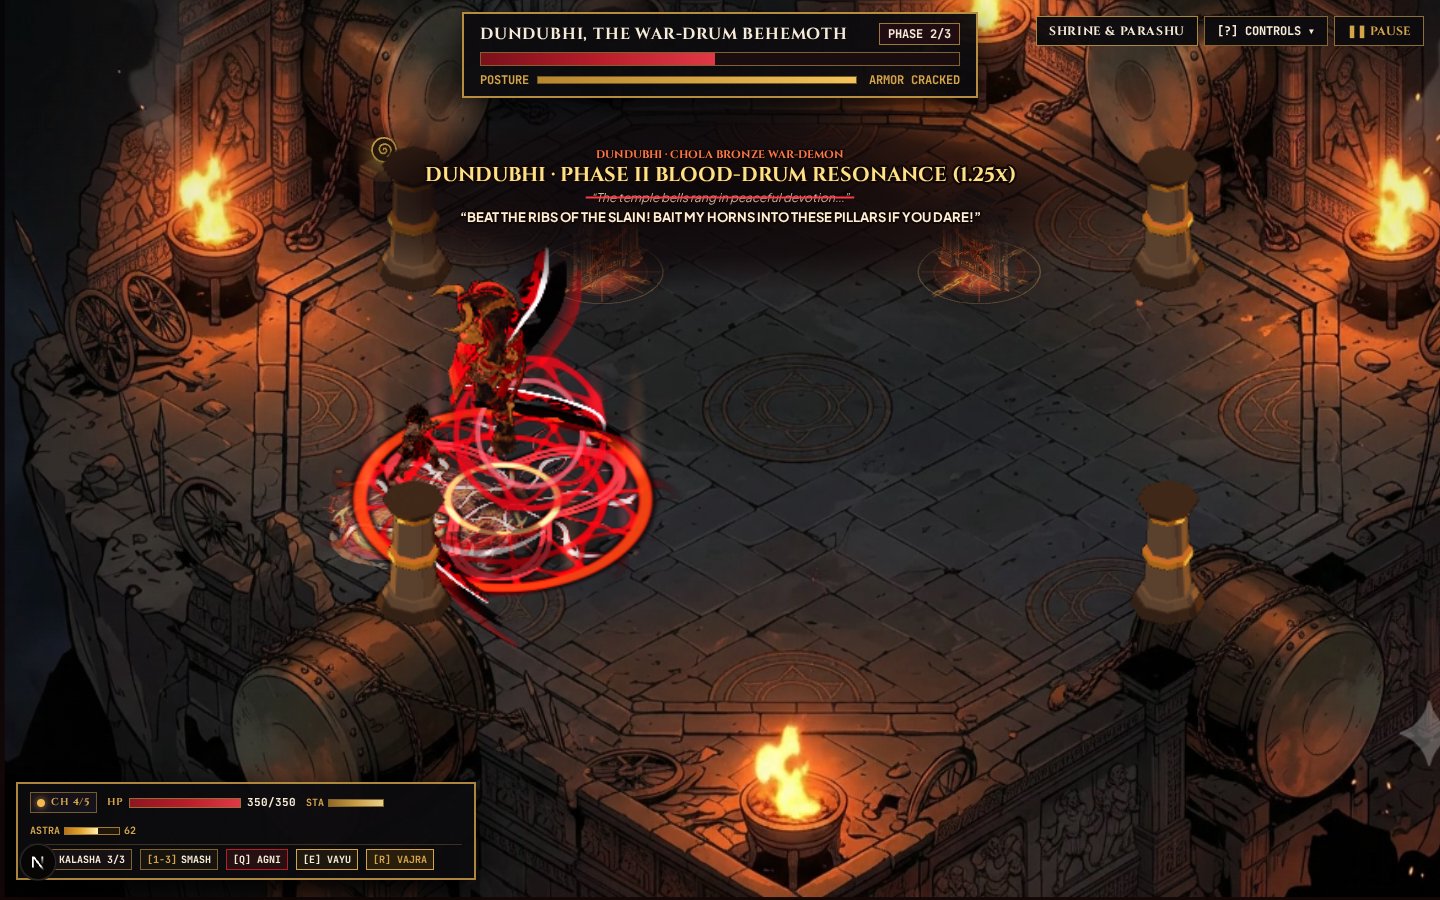 DUNDUBHI, THE WAR-DRUM BEHEMOTH
PHASE 2/3
POSTURE
ARMOR CRACKED
SHRINE & PARASHU
[?] CONTROLS ▾
❚❚ PAUSE
DUNDUBHI · CHOLA BRONZE WAR-DEMON
DUNDUBHI · PHASE II BLOOD-DRUM RESONANCE (1.25x)
"The temple bells rang in peaceful devotion..."
“BEAT THE RIBS OF THE SLAIN! BAIT MY HORNS INTO THESE PILLARS IF YOU DARE!”
CH 4/5 HP 350/350 STA
ASTRA 62
N KALASHA 3/3 [1-3] SMASH [Q] AGNI [E] VAYU [R] VAJRA